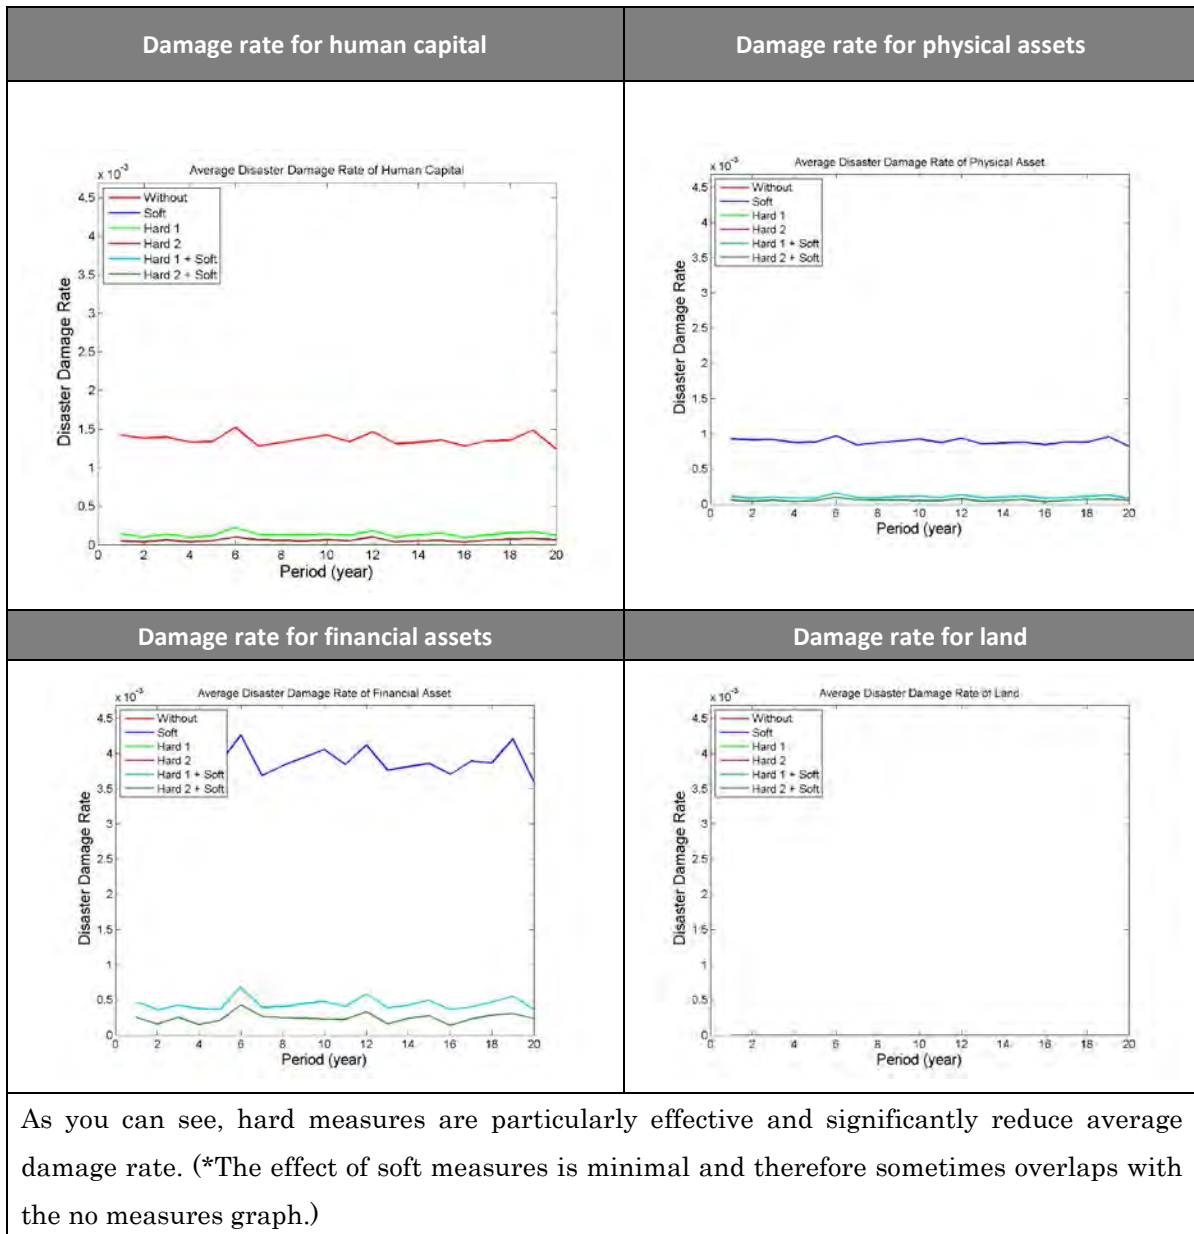 Damage rate for human capital
Damage rate for physical assets
x 10⁻³
Average Disaster Damage Rate of Human Capital
4.5
4
3.5
3
2.5
2
1.5
1
0.5
0
Disaster Damage Rate
Without
Soft
Hard 1
Hard 2
Hard 1 + Soft
Hard 2 + Soft
0 2 4 6 8 10 12 14 16 18 20
Period (year)
x 10⁻³
Average Disaster Damage Rate of Physical Asset
4.5
4
3.5
3
2.5
2
1.5
1
0.5
0
Disaster Damage Rate
Without
Soft
Hard 1
Hard 2
Hard 1 + Soft
Hard 2 + Soft
0 2 4 6 8 10 12 14 16 18 20
Period (year)
Damage rate for financial assets
Damage rate for land
x 10⁻³
Average Disaster Damage Rate of Financial Asset
4.5
4
3.5
3
2.5
2
1.5
1
0.5
0
Disaster Damage Rate
Without
Soft
Hard 1
Hard 2
Hard 1 + Soft
Hard 2 + Soft
0 2 4 6 8 10 12 14 16 18 20
Period (year)
x 10⁻³
Average Disaster Damage Rate of Land
4.5
4
3.5
3
2.5
2
1.5
1
0.5
0
Disaster Damage Rate
Without
Soft
Hard 1
Hard 2
Hard 1 + Soft
Hard 2 + Soft
0 2 4 6 8 10 12 14 16 18 20
Period (year)
As you can see, hard measures are particularly effective and significantly reduce average
damage rate. (*The effect of soft measures is minimal and therefore sometimes overlaps with
the no measures graph.)